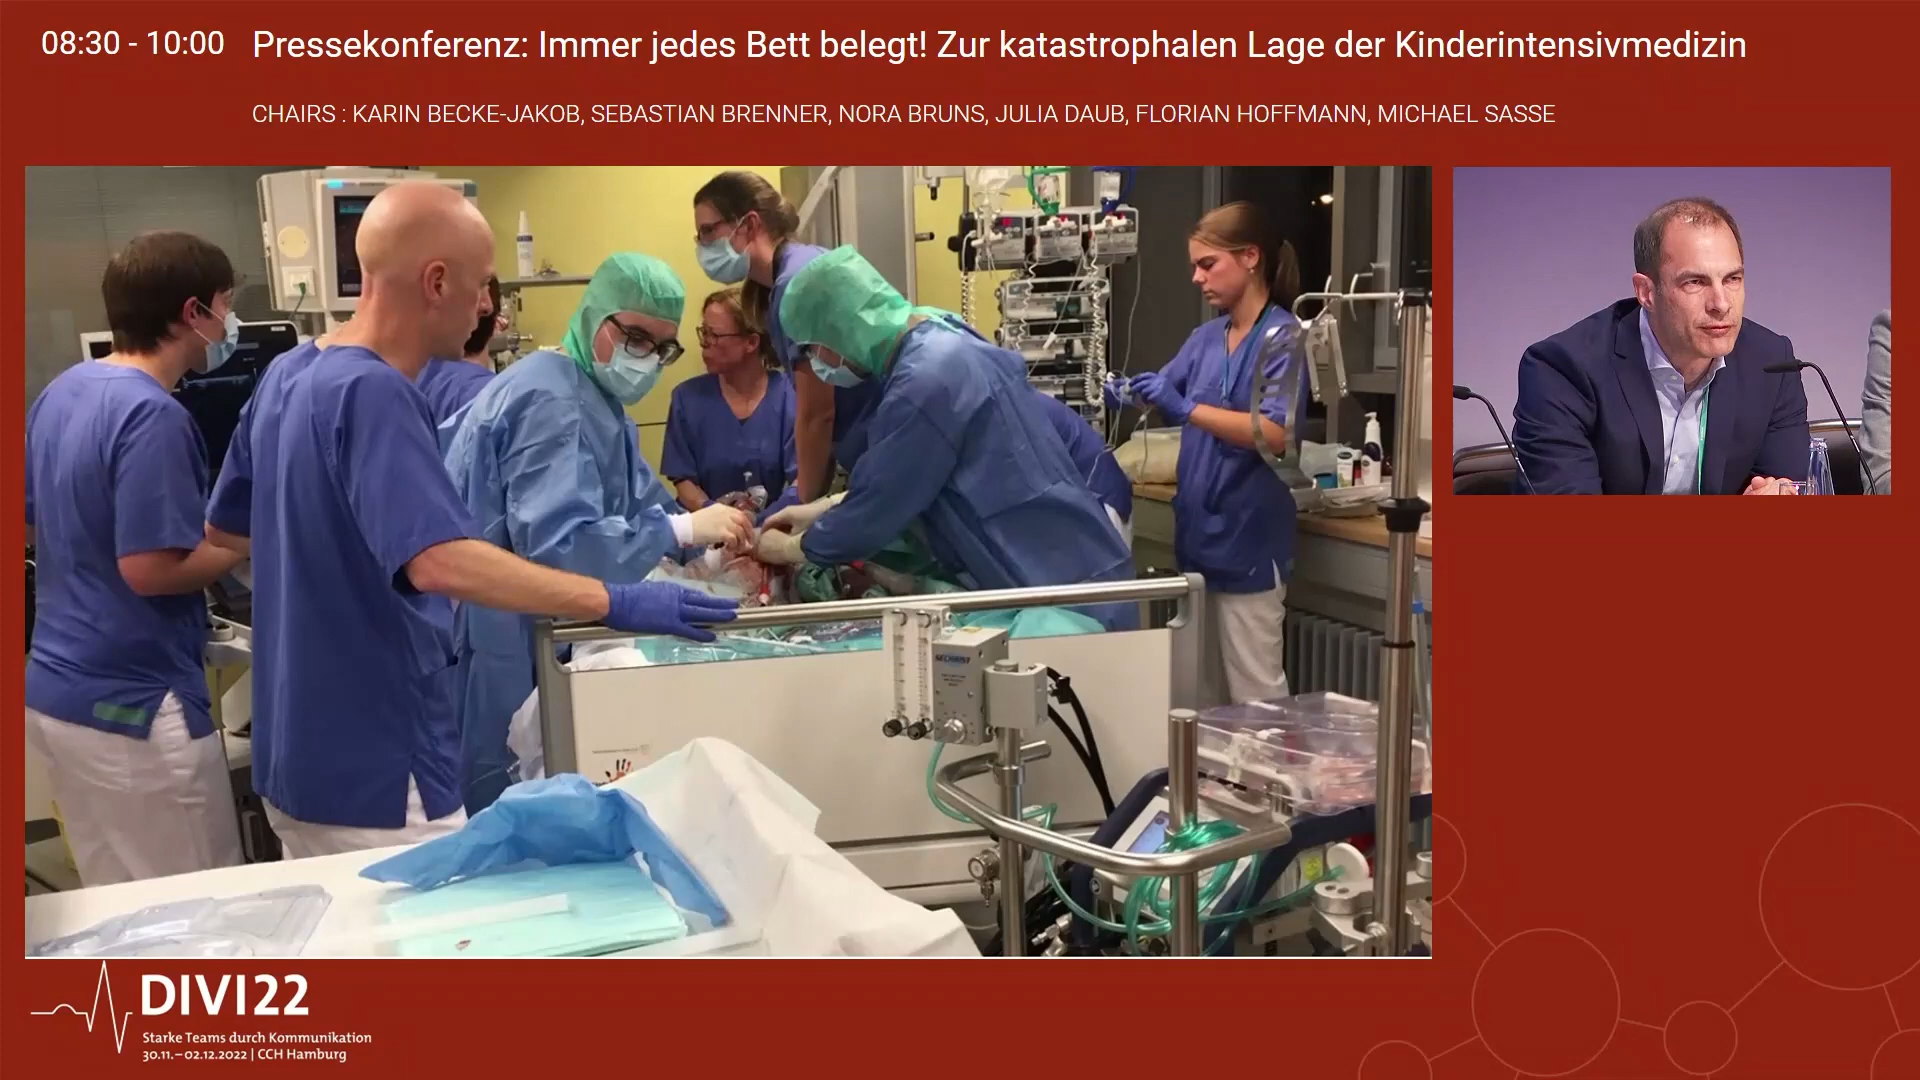 08:30 - 10:00 Pressekonferenz: Immer jedes Bett belegt! Zur katastrophalen Lage der Kinderintensivmedizin
CHAIRS : KARIN BECKE-JAKOB, SEBASTIAN BRENNER, NORA BRUNS, JULIA DAUB, FLORIAN HOFFMANN, MICHAEL SASSE
SECHRIST
DIVI22
Starke Teams durch Kommunikation
30.11.–02.12.2022 | CCH Hamburg